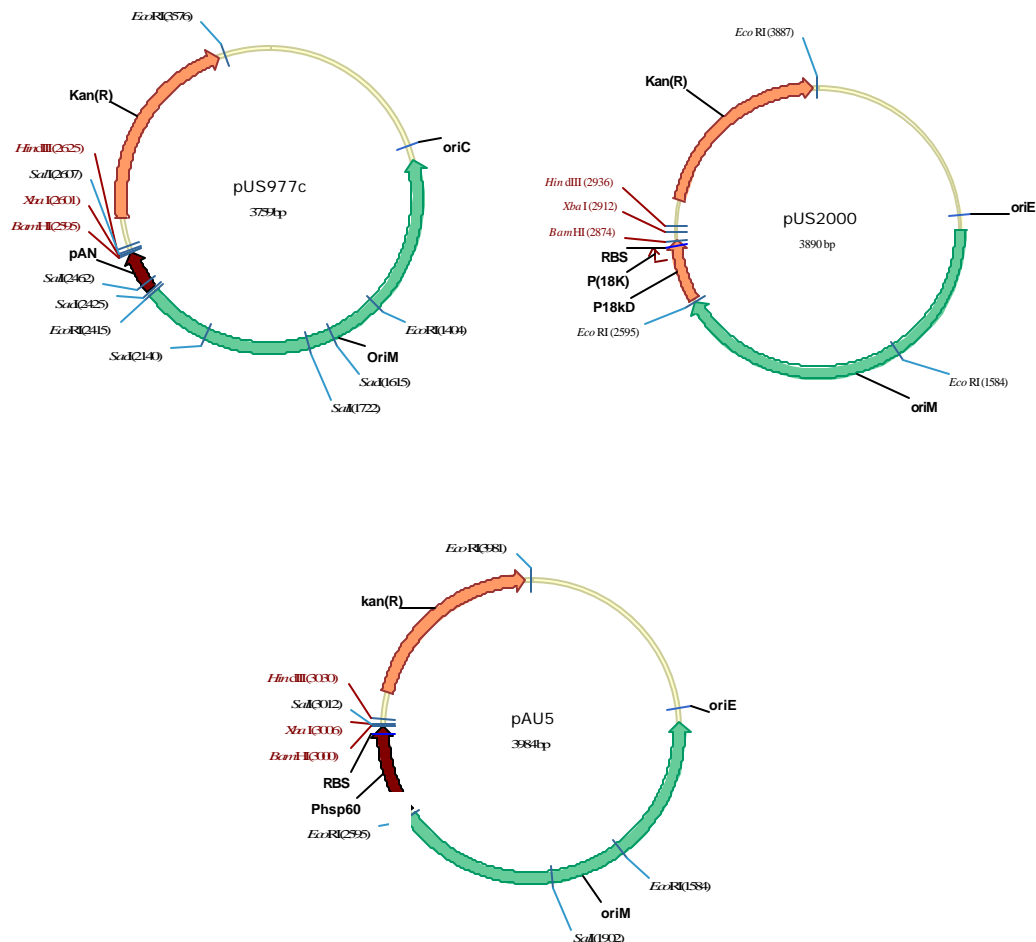 EcoRI(3576)
Kan(R)
HindIII(2625)
SalI(2607)
XbaI(2601)
BamHI(2595)
pAN
SalI(2462)
SacI(2425)
EcoRI(2415)
SacI(2140)
pUS977c
3759bp
oriC
EcoRI(1404)
OriM
SacI(1615)
SalI(1722)
Eco RI (3887)
Kan(R)
Hin dIII (2936)
Xba I (2912)
Bam HI (2874)
RBS
P(18K)
P18kD
Eco RI (2595)
pUS2000
3890 bp
oriE
Eco RI (1584)
oriM
EcoRI(3981)
kan(R)
HindIII(3030)
SalI(3012)
XbaI(3006)
BamHI(3000)
RBS
Phsp60
EcoRI(2595)
pAU5
3984bp
oriE
EcoRI(1584)
oriM
SalI(1902)